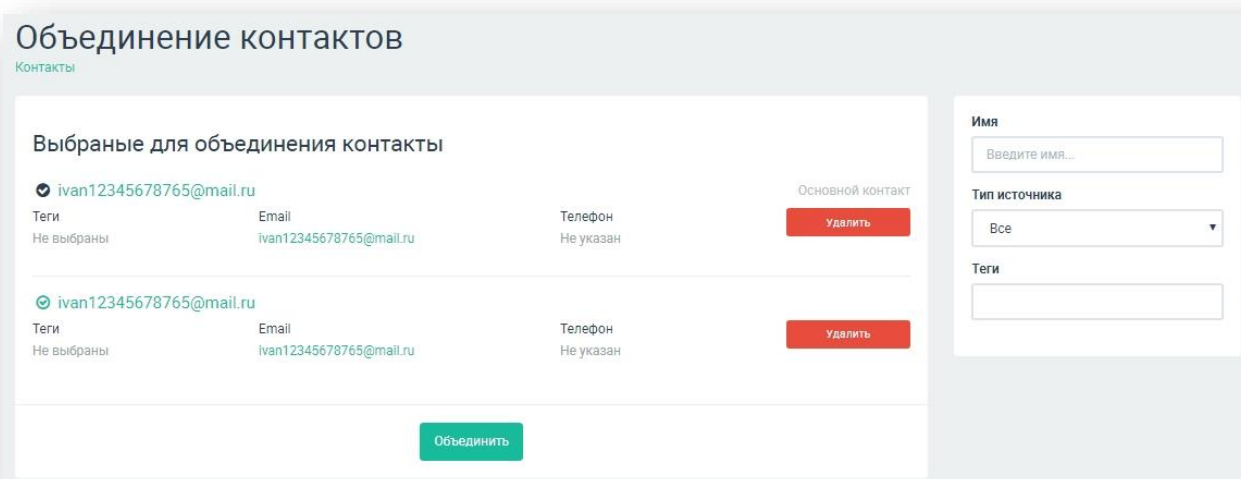 Объединение контактов
Контакты
Выбраные для объединения контакты
ivan12345678765@mail.ru
Основной контакт
Теги Email Телефон
Удалить
Не выбраны ivan12345678765@mail.ru Не указан
ivan12345678765@mail.ru
Теги Email Телефон
Удалить
Не выбраны ivan12345678765@mail.ru Не указан
Объединить
Имя
Введите имя...
Тип источника
Все
Теги